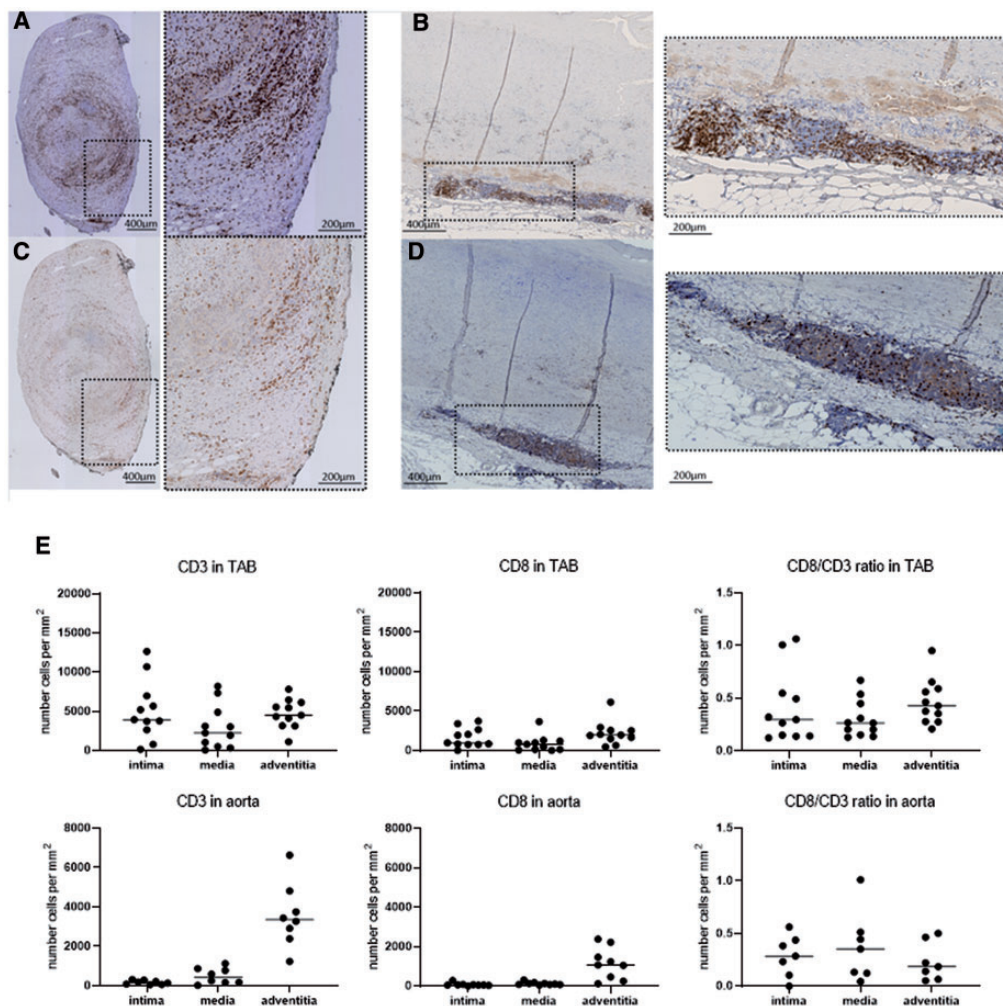 A
B
400µm
200µm
400µm
200µm
C
D
400µm
200µm
400µm
200µm
E
CD3 in TAB
CD8 in TAB
CD8/CD3 ratio in TAB
number cells per mm²
20000
15000
10000
5000
0
intima media adventitia
number cells per mm²
20000
15000
10000
5000
0
intima media adventitia
number cells per mm²
1.5
1.0
0.5
0.0
intima media adventitia
CD3 in aorta
CD8 in aorta
CD8/CD3 ratio in aorta
number cells per mm²
8000
6000
4000
2000
0
intima media adventitia
number cells per mm²
8000
6000
4000
2000
0
intima media adventitia
number cells per mm²
1.5
1.0
0.5
0.0
intima media adventitia